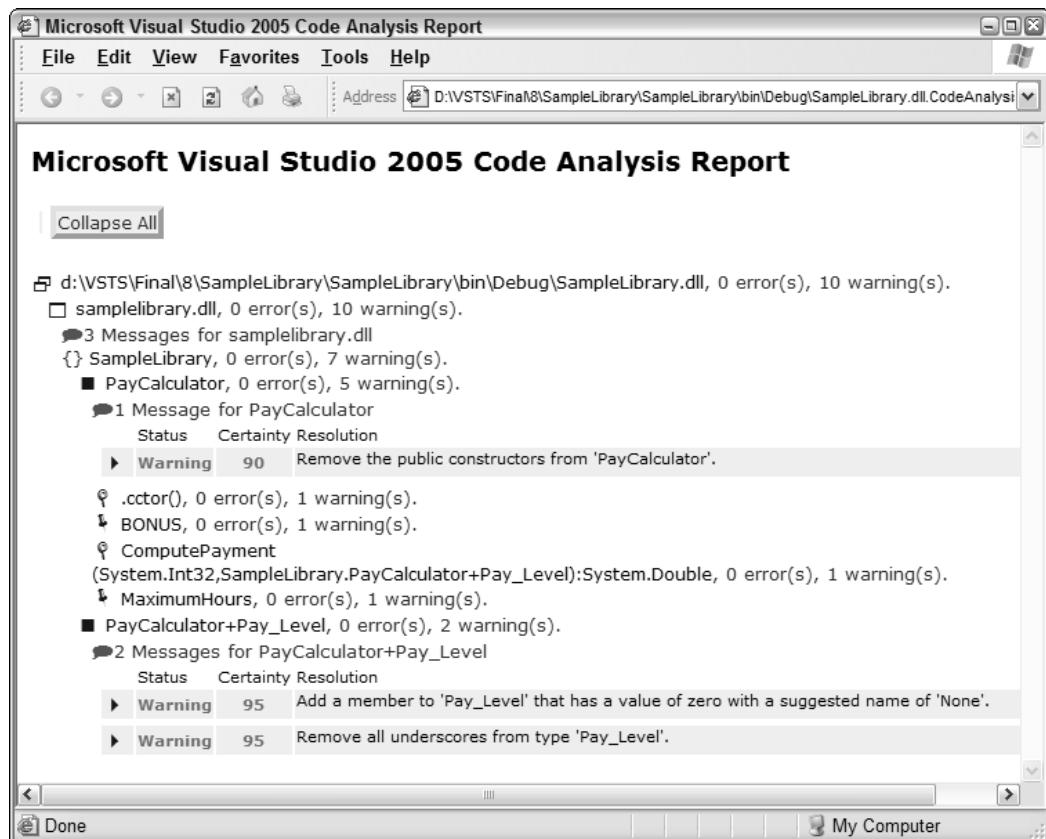 Microsoft Visual Studio 2005 Code Analysis Report
File Edit View Favorites Tools Help
Address D:\VSTS\Final\8\SampleLibrary\SampleLibrary\bin\Debug\SampleLibrary.dll.CodeAnalysi
Microsoft Visual Studio 2005 Code Analysis Report
Collapse All
d:\VSTS\Final\8\SampleLibrary\SampleLibrary\bin\Debug\SampleLibrary.dll, 0 error(s), 10 warning(s).
samplelibrary.dll, 0 error(s), 10 warning(s).
3 Messages for samplelibrary.dll
{} SampleLibrary, 0 error(s), 7 warning(s).
PayCalculator, 0 error(s), 5 warning(s).
1 Message for PayCalculator
Status Certainty Resolution
Warning 90 Remove the public constructors from 'PayCalculator'.
.cctor(), 0 error(s), 1 warning(s).
BONUS, 0 error(s), 1 warning(s).
ComputePayment
(System.Int32,SampleLibrary.PayCalculator+Pay_Level):System.Double, 0 error(s), 1 warning(s).
MaximumHours, 0 error(s), 1 warning(s).
PayCalculator+Pay_Level, 0 error(s), 2 warning(s).
2 Messages for PayCalculator+Pay_Level
Status Certainty Resolution
Warning 95 Add a member to 'Pay_Level' that has a value of zero with a suggested name of 'None'.
Warning 95 Remove all underscores from type 'Pay_Level'.
Done My Computer